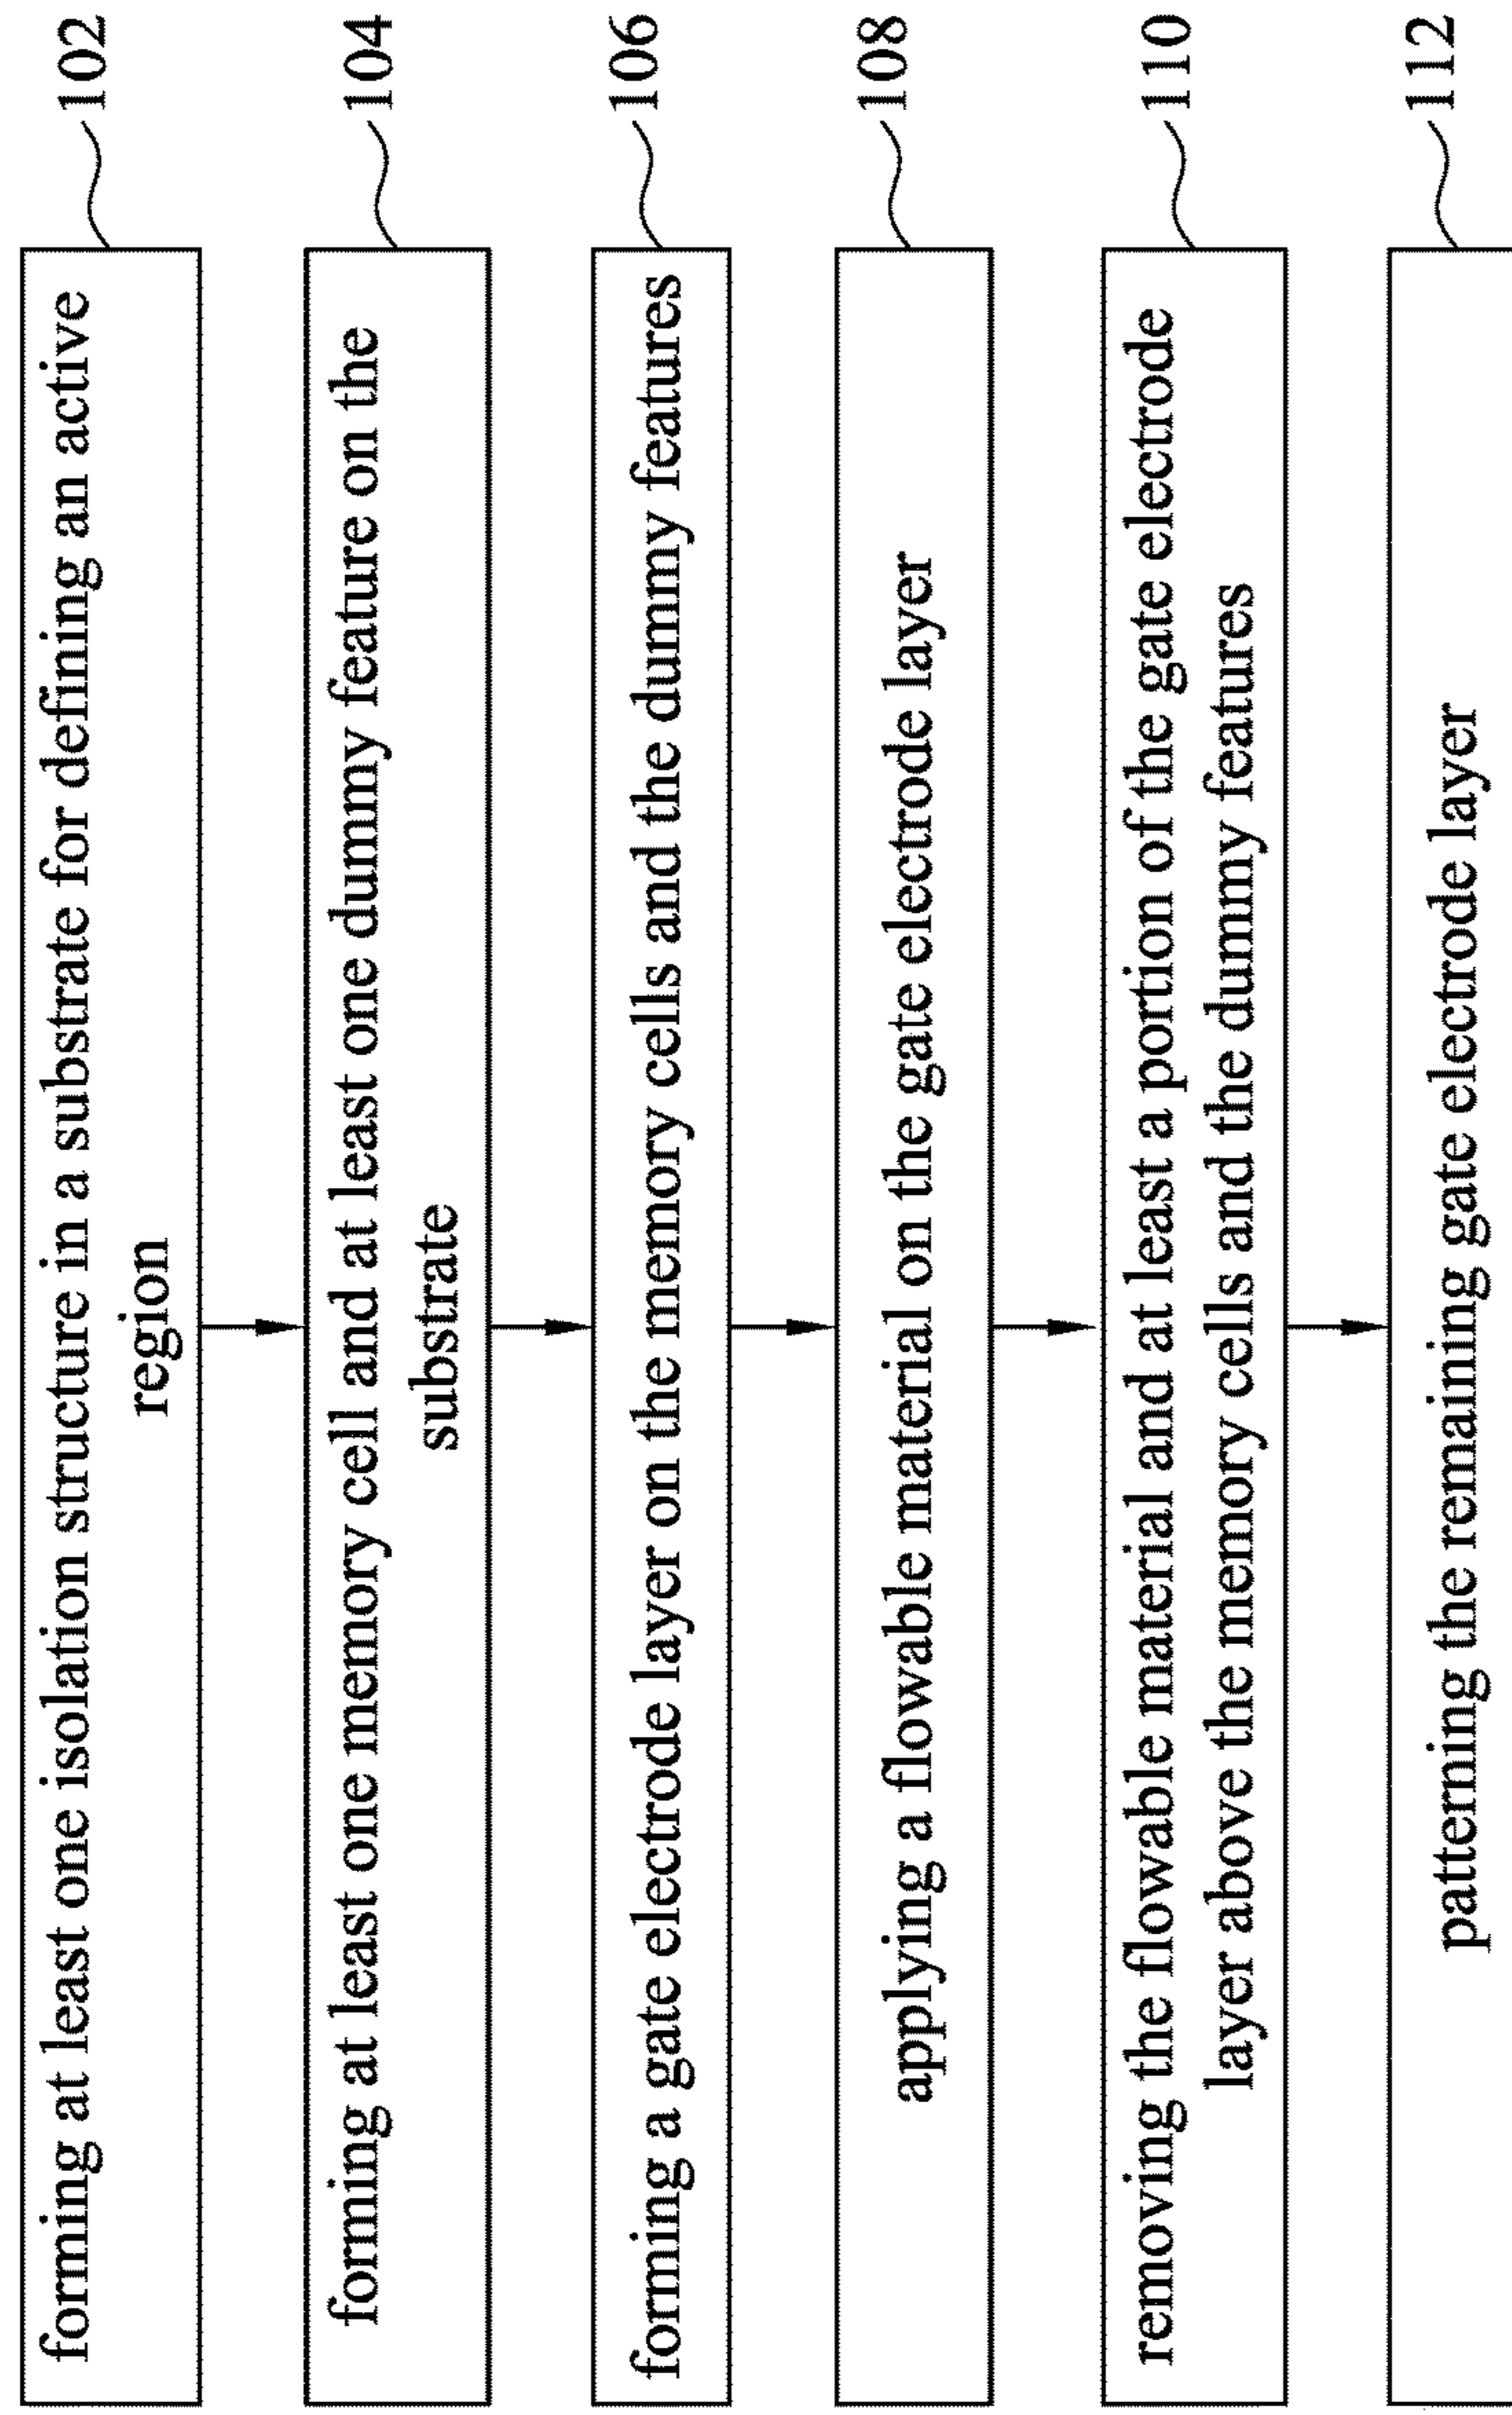 forming at least one isolation structure in a substrate for defining an active
region
102
forming at least one memory cell and at least one dummy feature on the
substrate
104
forming a gate electrode layer on the memory cells and the dummy features
106
applying a flowable material on the gate electrode layer
108
removing the flowable material and at least a portion of the gate electrode
layer above the memory cells and the dummy features
110
patterning the remaining gate electrode layer
112